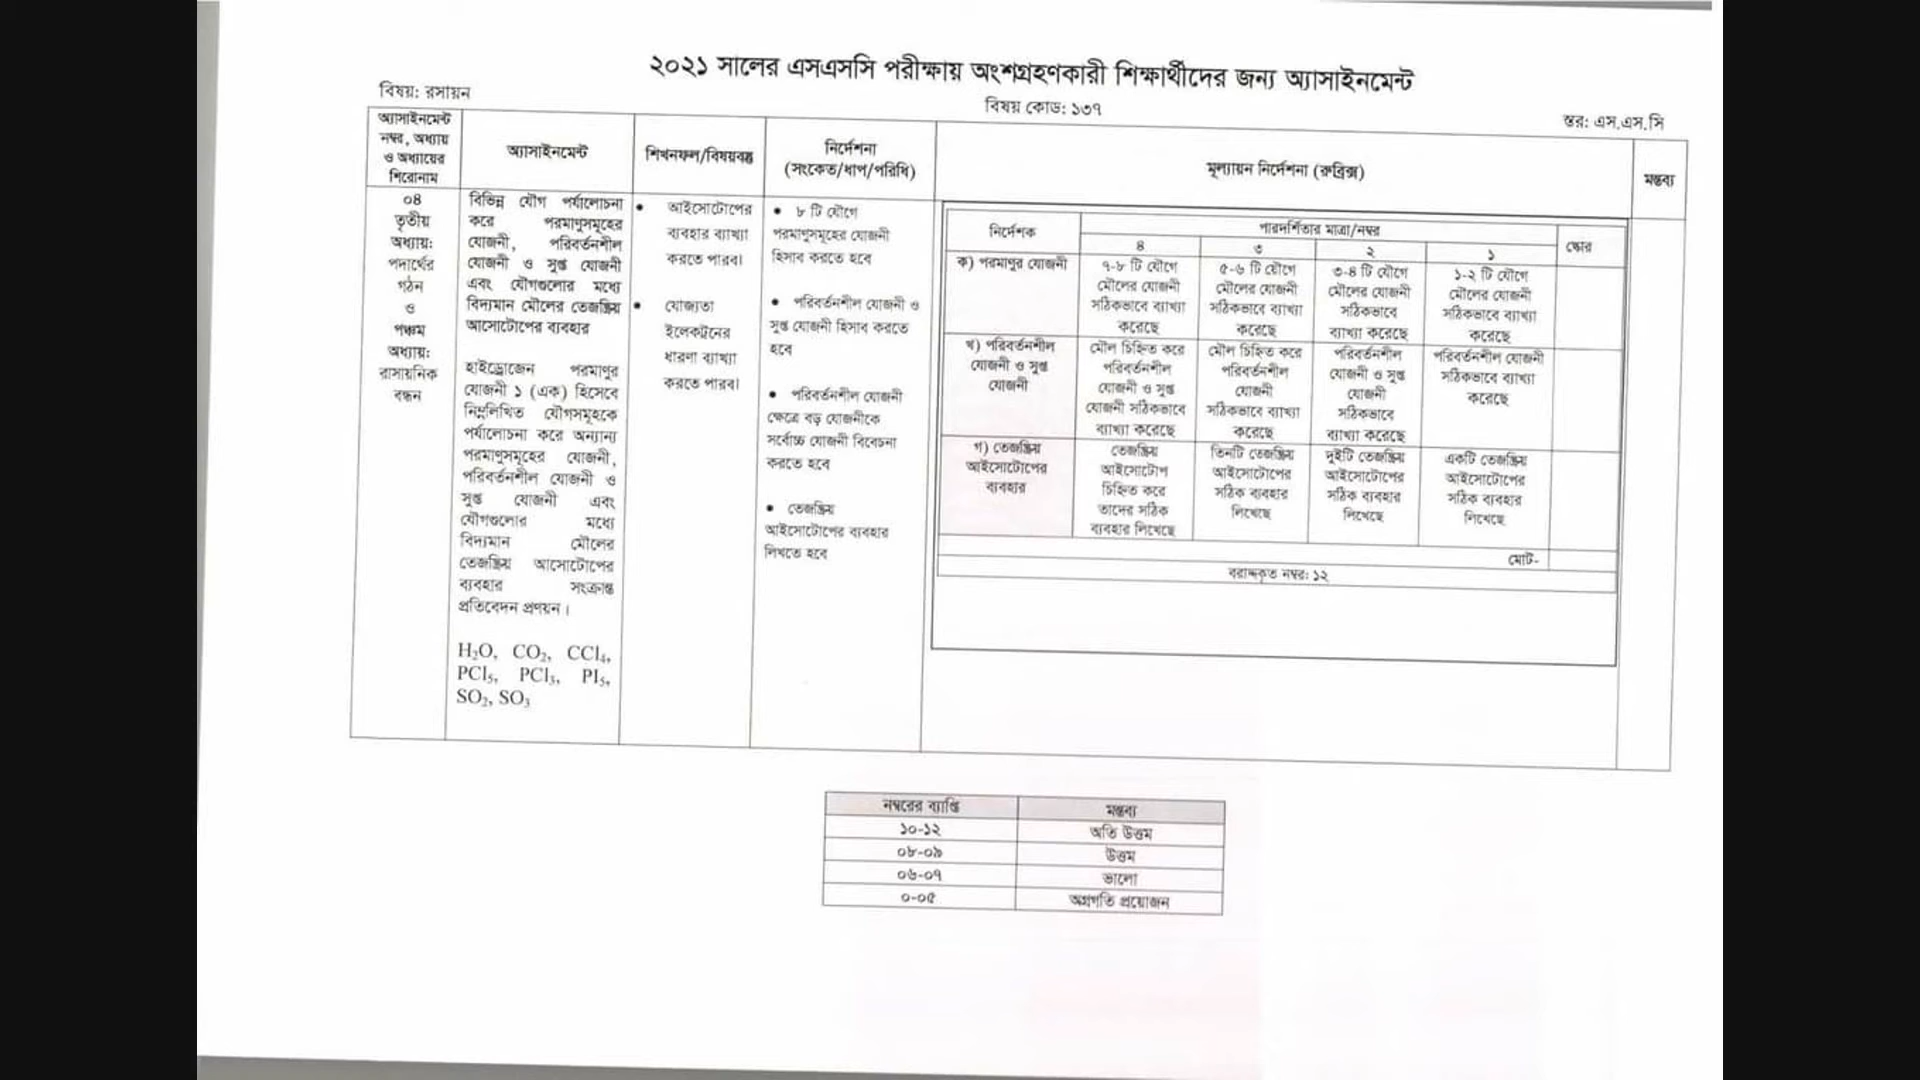 ২০২১ সালের এসএসসি পরীক্ষায় অংশগ্রহণকারী শিক্ষার্থীদের জন্য অ্যাসাইনমেন্ট
বিষয়: রসায়ন
বিষয় কোড: ১৩৭
স্তর: এস.এস.সি
অ্যাসাইনমেন্ট
নম্বর, অধ্যায়
ও অধ্যায়ের
শিরোনাম
অ্যাসাইনমেন্ট
শিখনফল/বিষয়বস্তু
নির্দেশনা
(সংকেত/ধাপ/পরিধি)
মূল্যায়ন নির্দেশনা (রুব্রিক্স)
মন্তব্য
০৪
তৃতীয়
অধ্যায়:
পদার্থের
গঠন
ও
পঞ্চম
অধ্যায়:
রাসায়নিক
বন্ধন
বিভিন্ন যৌগ পর্যালোচনা
করে পরমাণুসমূহের
যোজনী, পরিবর্তনশীল
যোজনী ও সুপ্ত যোজনী
এবং যৌগগুলোর মধ্যে
বিদ্যমান মৌলের তেজস্ক্রিয়
আসোটোপের ব্যবহার
হাইড্রোজেন পরমাণুর
যোজনী ১ (এক) হিসেবে
নিম্নলিখিত যৌগসমূহকে
পর্যালোচনা করে অন্যান্য
পরমাণুসমূহের যোজনী,
পরিবর্তনশীল যোজনী ও
সুপ্ত যোজনী এবং
যৌগগুলোর মধ্যে
বিদ্যমান মৌলের
তেজস্ক্রিয় আসোটোপের
ব্যবহার সংক্রান্ত
প্রতিবেদন প্রণয়ন।
H₂O, CO₂, CCl₄,
PCl₅, PCl₃, PI₅,
SO₂, SO₃
• আইসোটোপের
ব্যবহার ব্যাখ্যা
করতে পারব।
• যোজ্যতা
ইলেকট্রনের
ধারণা ব্যাখ্যা
করতে পারব।
• ৮ টি যৌগে
পরমাণুসমূহের যোজনী
হিসাব করতে হবে
• পরিবর্তনশীল যোজনী ও
সুপ্ত যোজনী হিসাব করতে
হবে
• পরিবর্তনশীল যোজনী
ক্ষেত্রে বড় যোজনীকে
সর্বোচ্চ যোজনী বিবেচনা
করতে হবে
• তেজস্ক্রিয়
আইসোটোপের ব্যবহার
লিখতে হবে
নির্দেশক
পারদর্শিতার মাত্রা/নম্বর
স্কোর
৪
৩
২
১
ক) পরমাণুর যোজনী
৭-৮ টি যৌগে
মৌলের যোজনী
সঠিকভাবে ব্যাখ্যা
করেছে
৫-৬ টি যৌগে
মৌলের যোজনী
সঠিকভাবে ব্যাখ্যা
করেছে
৩-৪ টি যৌগে
মৌলের যোজনী
সঠিকভাবে
ব্যাখ্যা করেছে
১-২ টি যৌগে
মৌলের যোজনী
সঠিকভাবে ব্যাখ্যা
করেছে
খ) পরিবর্তনশীল
যোজনী ও সুপ্ত
যোজনী
মৌল চিহ্নিত করে
পরিবর্তনশীল
যোজনী ও সুপ্ত
যোজনী সঠিকভাবে
ব্যাখ্যা করেছে
মৌল চিহ্নিত করে
পরিবর্তনশীল
যোজনী
সঠিকভাবে ব্যাখ্যা
করেছে
পরিবর্তনশীল
যোজনী ও সুপ্ত
যোজনী
সঠিকভাবে
ব্যাখ্যা করেছে
পরিবর্তনশীল যোজনী
সঠিকভাবে ব্যাখ্যা
করেছে
গ) তেজস্ক্রিয়
আইসোটোপের
ব্যবহার
তেজস্ক্রিয়
আইসোটোপ
চিহ্নিত করে
তাদের সঠিক
ব্যবহার লিখেছে
তিনটি তেজস্ক্রিয়
আইসোটোপের
সঠিক ব্যবহার
লিখেছে
দুইটি তেজস্ক্রিয়
আইসোটোপের
সঠিক ব্যবহার
লিখেছে
একটি তেজস্ক্রিয়
আইসোটোপের
সঠিক ব্যবহার
লিখেছে
মোট-
বরাদ্দকৃত নম্বর: ১২
নম্বরের ব্যাপ্তি
মন্তব্য
১০-১২
অতি উত্তম
০৮-০৯
উত্তম
০৬-০৭
ভালো
০-০৫
অগ্রগতি প্রয়োজন